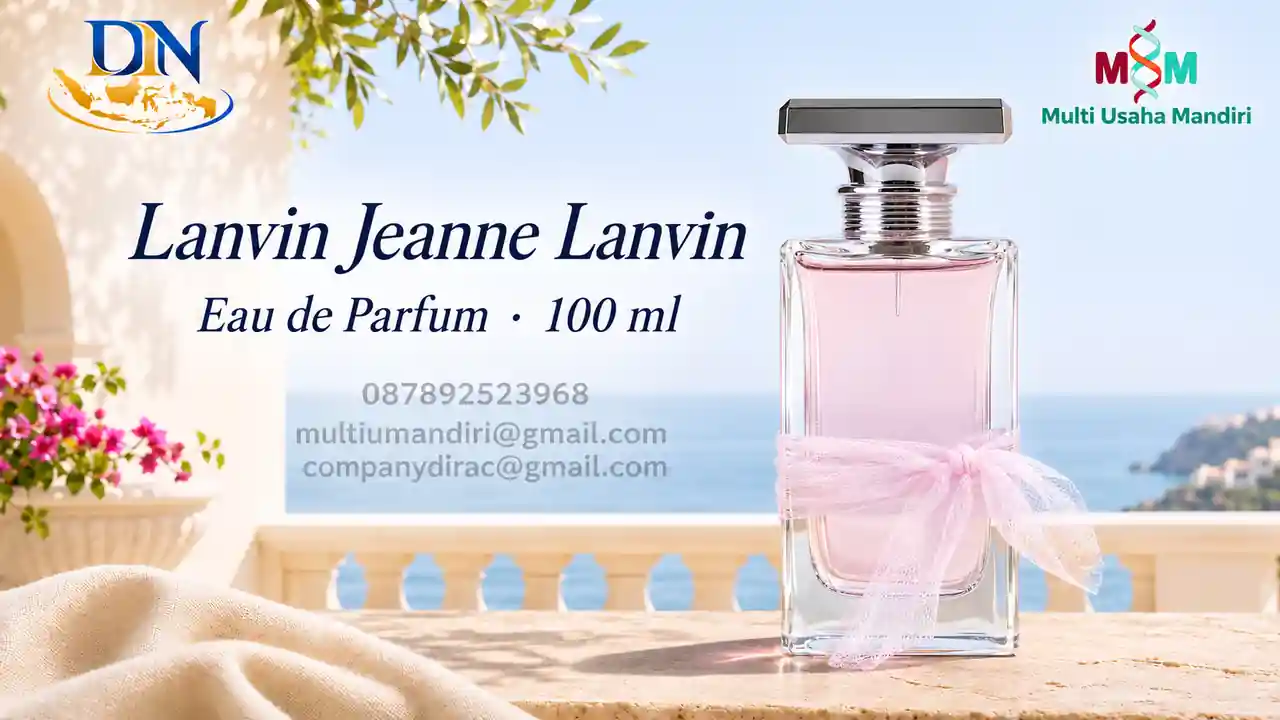 DN
MSM
Multi Usaha Mandiri
Lanvin Jeanne Lanvin
Eau de Parfum · 100 ml
087892523968
multiumandiri@gmail.com
companydirac@gmail.com